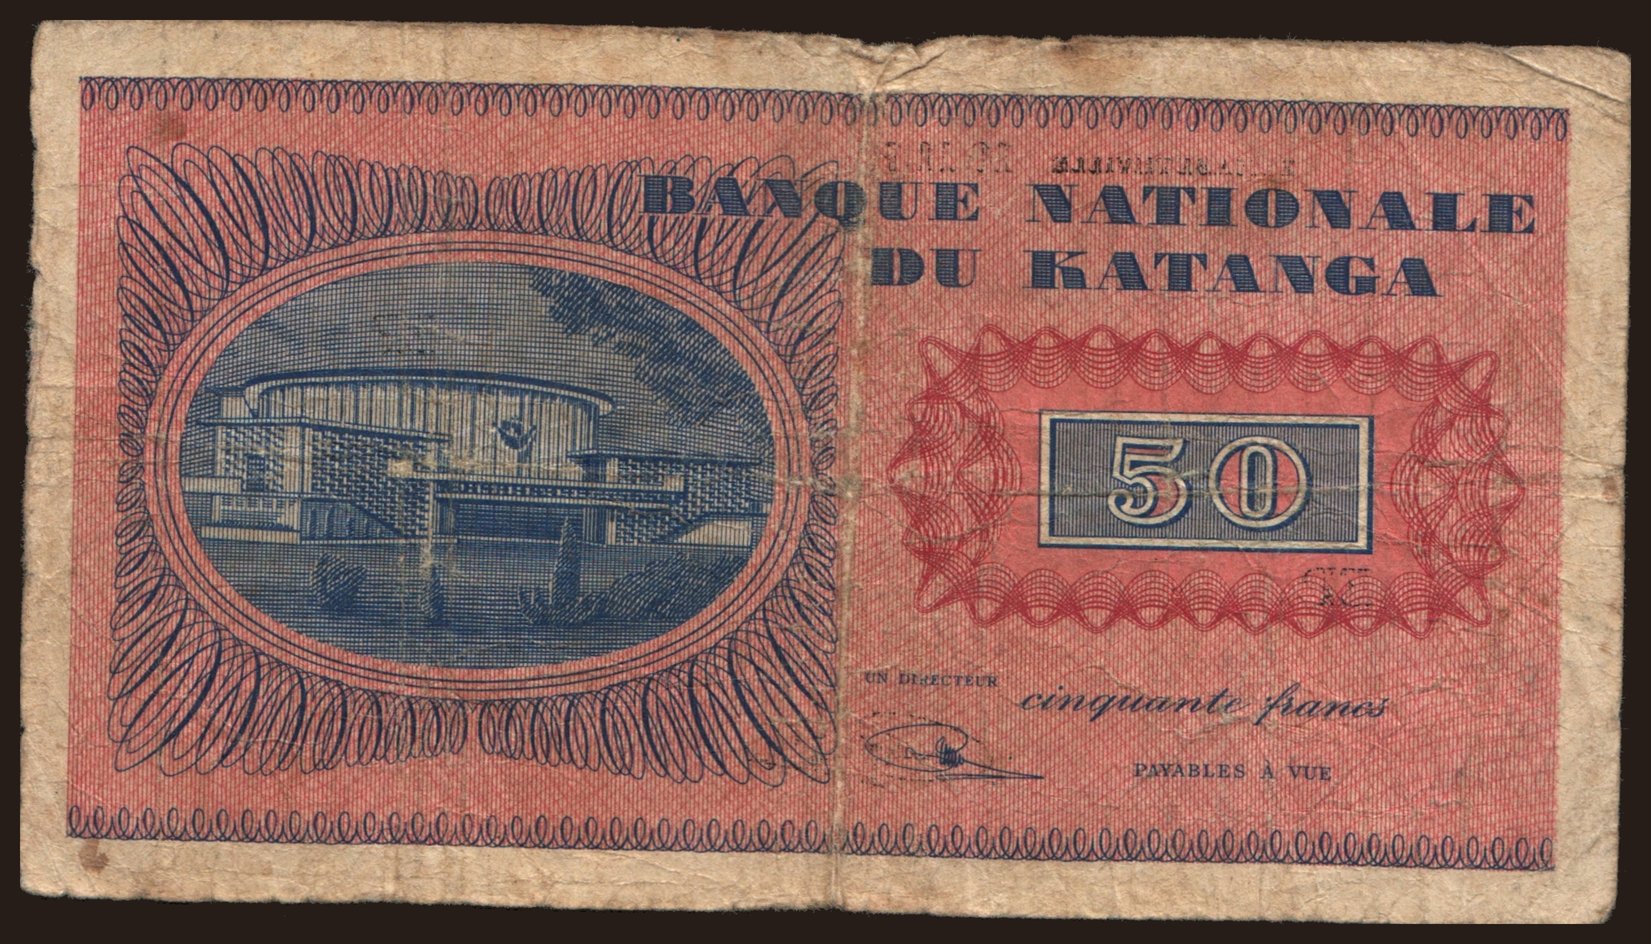 BANQUE NATIONALE
DU KATANGA
50
UN DIRECTEUR
cinquante francs
PAYABLES À VUE